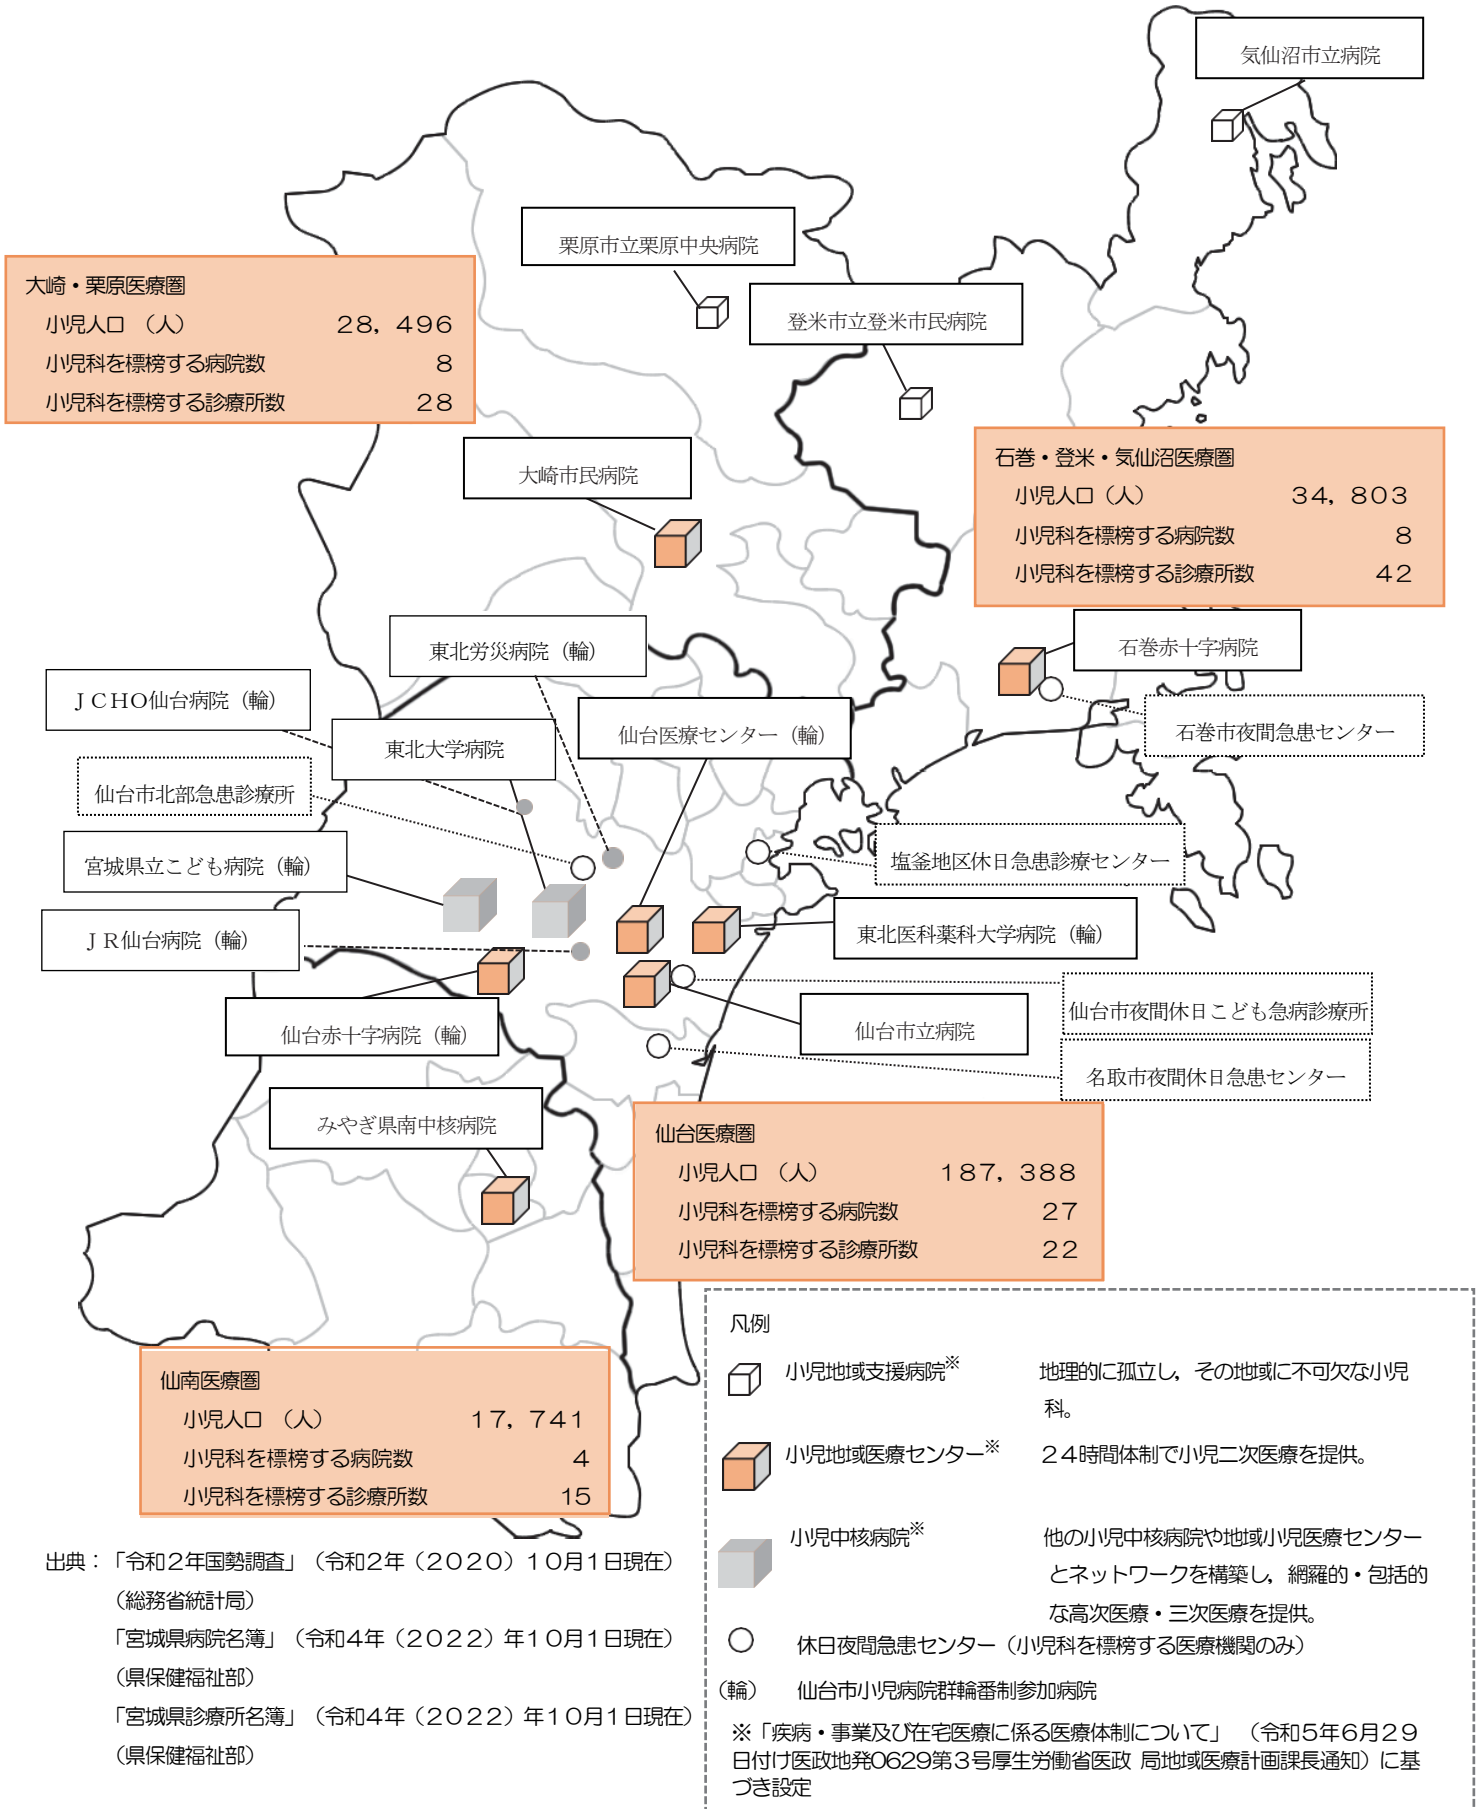 気仙沼市立病院
栗原市立栗原中央病院
大崎・栗原医療圏
小児人口 （人） 28，496
小児科を標榜する病院数 8
小児科を標榜する診療所数 28
登米市立登米市民病院
大崎市民病院
石巻・登米・気仙沼医療圏
小児人口（人） 34，803
小児科を標榜する病院数 8
小児科を標榜する診療所数 42
東北労災病院（輪）
石巻赤十字病院
ＪＣＨＯ仙台病院（輪）
東北大学病院
仙台医療センター（輪）
石巻市夜間急患センター
仙台市北部急患診療所
宮城県立こども病院（輪）
塩釜地区休日急患診療センター
ＪＲ仙台病院（輪）
東北医科薬科大学病院（輪）
仙台赤十字病院（輪）
仙台市立病院
仙台市夜間休日こども急病診療所
名取市夜間休日急患センター
みやぎ県南中核病院
仙台医療圏
小児人口 （人） 187，388
小児科を標榜する病院数 27
小児科を標榜する診療所数 22
仙南医療圏
小児人口 （人） 17，741
小児科を標榜する病院数 4
小児科を標榜する診療所数 15
凡例
小児地域支援病院※ 地理的に孤立し，その地域に不可欠な小児
科。
小児地域医療センター※ 24時間体制で小児二次医療を提供。
小児中核病院※ 他の小児中核病院や地域小児医療センター
とネットワークを構築し，網羅的・包括的
な高次医療・三次医療を提供。
休日夜間急患センター（小児科を標榜する医療機関のみ）
（輪） 仙台市小児病院群輪番制参加病院
※「疾病・事業及び在宅医療に係る医療体制について」 （令和5年6月29
日付け医政地発0629第3号厚生労働省医政 局地域医療計画課長通知）に基
づき設定
出典：「令和２年国勢調査」（令和２年（２０２０）１０月１日現在）
（総務省統計局）
「宮城県病院名簿」（令和４年（２０２２）年１０月１日現在）
（県保健福祉部）
「宮城県診療所名簿」（令和４年（２０２２）年１０月１日現在）
（県保健福祉部）